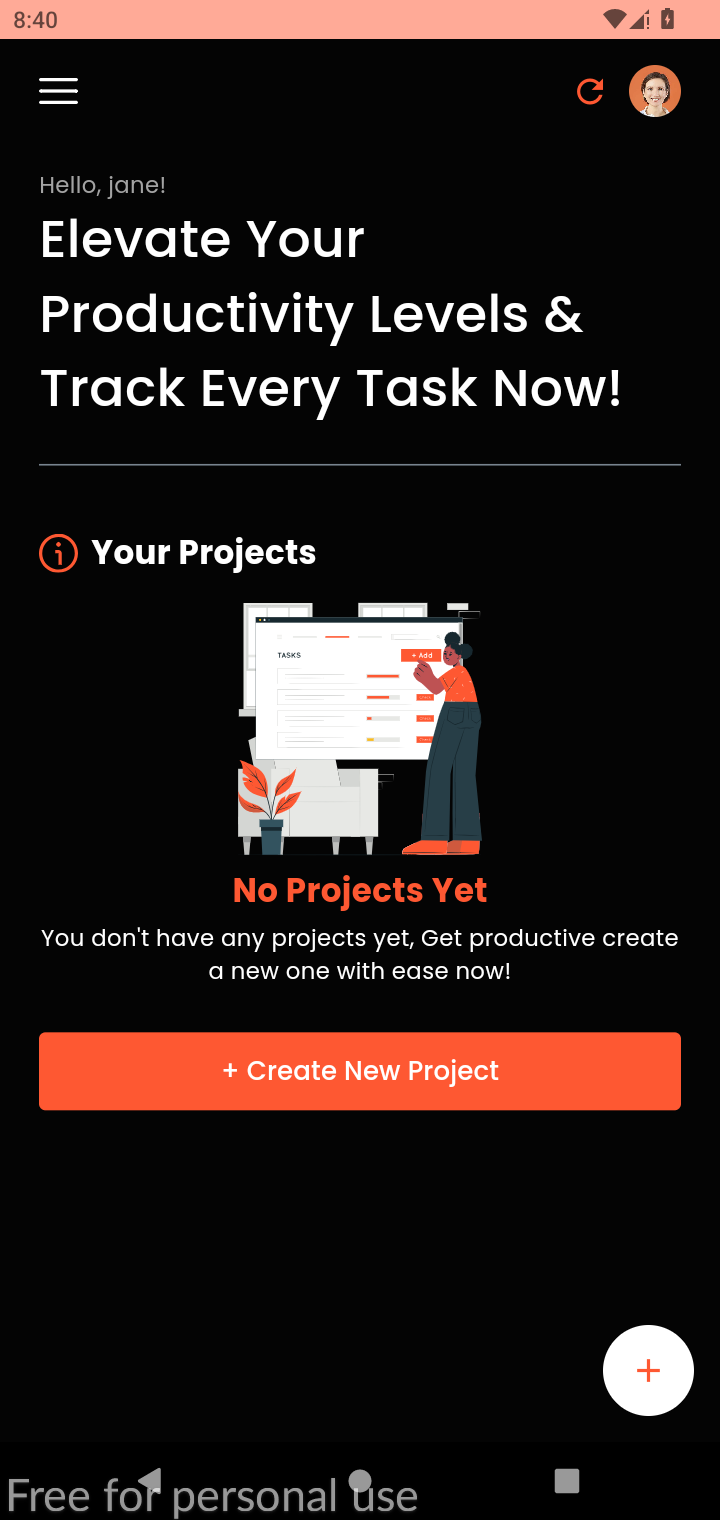 8:40
Hello, jane!
Elevate Your
Productivity Levels &
Track Every Task Now!
Your Projects
TASKS
+ Add
No Projects Yet
You don't have any projects yet, Get productive create
a new one with ease now!
+ Create New Project
Free for personal use